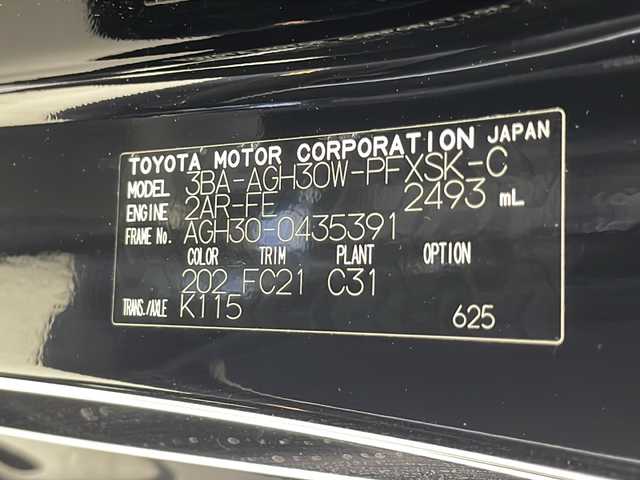 TOYOTA MOTOR CORPORATION JAPAN
MODEL 3BA-AGH30W-PFXSK-C
ENGINE 2AR-FE 2493 mL
FRAME No. AGH30-0435391
COLOR TRIM PLANT OPTION
202 FC21 C31
TRANS./AXLE K115
625